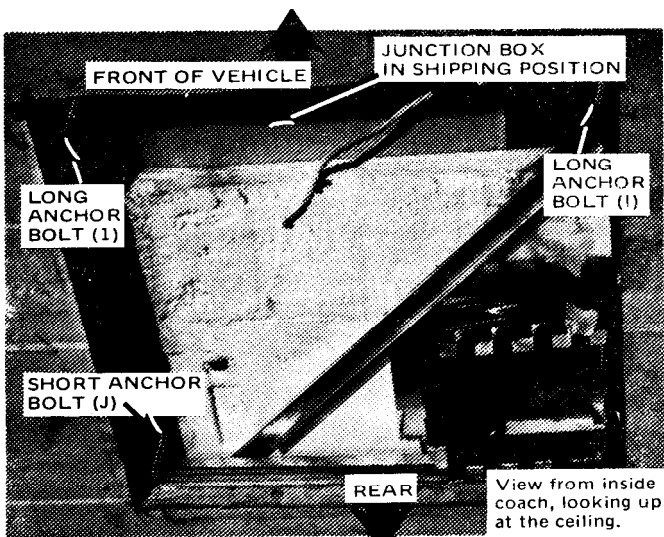 JUNCTION BOX
IN SHIPPING POSITION
FRONT OF VEHICLE
LONG
ANCHOR
BOLT (1)
LONG
ANCHOR
BOLT (!)
SHORT ANCHOR
BOLT (J)
REAR
View from inside
coach, looking up
at the ceiling.